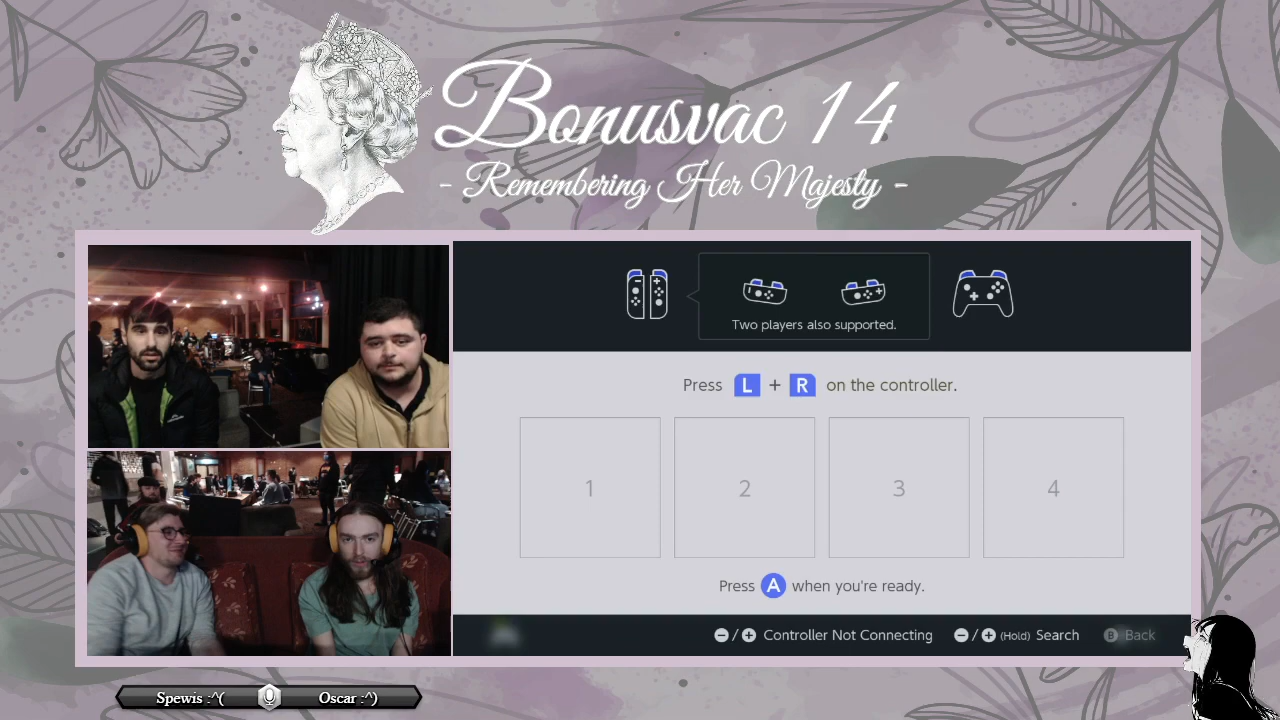 Bonusvac 14
- Remembering Her Majesty -
Two players also supported.
Press L + R on the controller.
1 2 3 4
Press A when you're ready.
-/+ Controller Not Connecting -/+ (Hold) Search B Back
Spewis :^( Oscar :^)